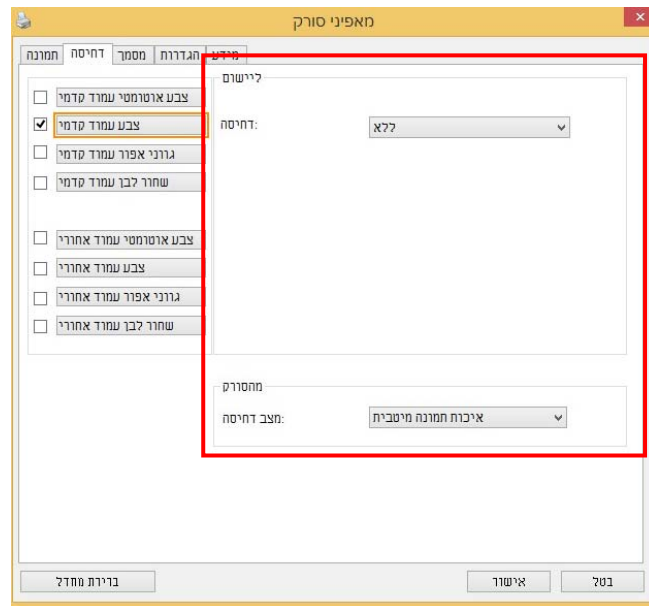 מאפיני סורק
תמונה
דחיסה
מסמך
הגדרות
מידע
צבע אוטומטי עמוד קדמי
צבע עמוד קדמי
גווני אפור עמוד קדמי
שחור לבן עמוד קדמי
צבע אוטומטי עמוד אחורי
צבע עמוד אחורי
גווני אפור עמוד אחורי
שחור לבן עמוד אחורי
ליישום
דחיסה:
ללא
מהסורק
מצב דחיסה:
איכות תמונה מיטבית
ברירת מחדל
אישור
בטל